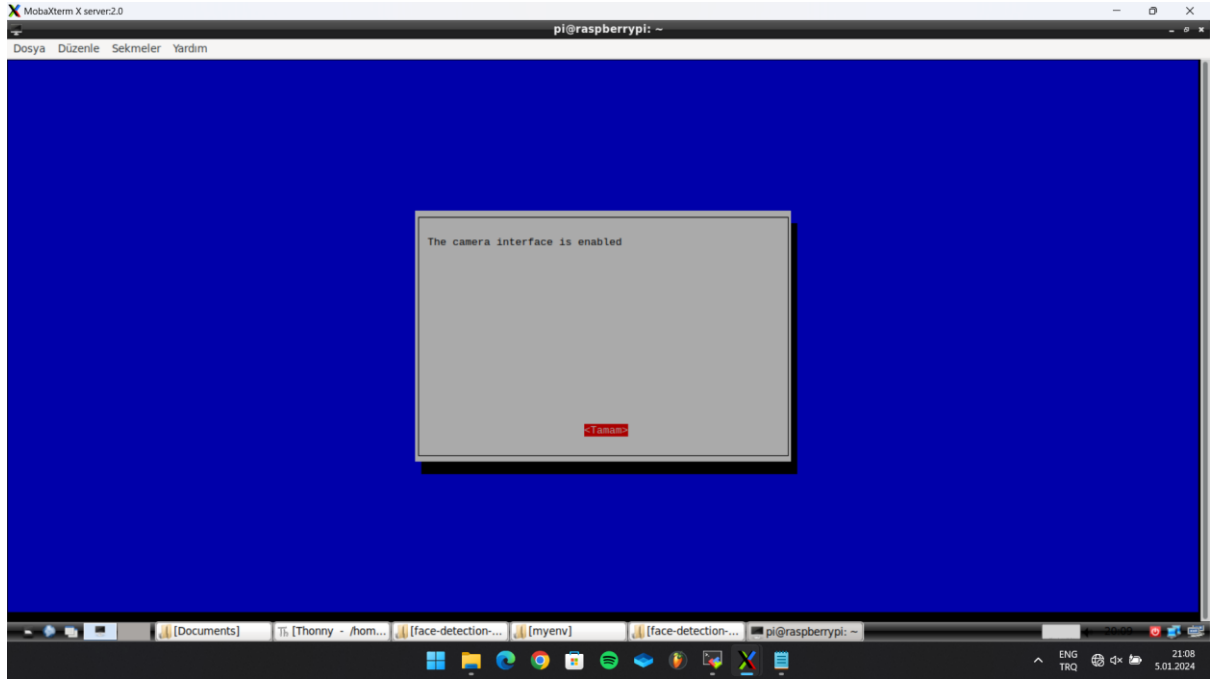 MobaXterm X server:2.0
pi@raspberrypi: ~
Dosya Düzenle Sekmeler Yardım
The camera interface is enabled
<Tamam>
[Documents]
[Thonny - /hom...
[face-detection-...
[myenv]
[face-detection-...
pi@raspberrypi: ~
ENG
TRQ
21:08
5.01.2024